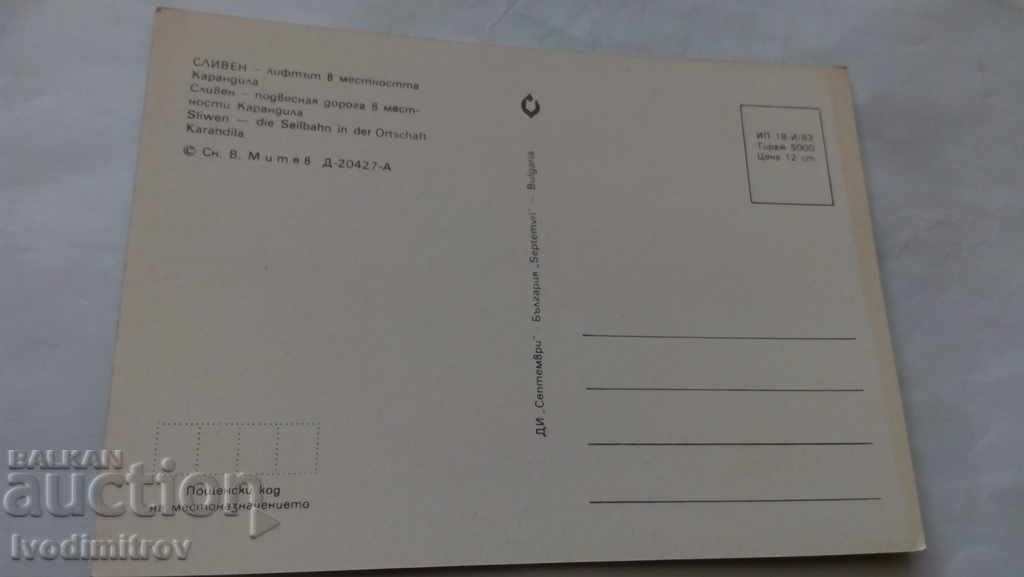 СЛИВЕН – лифтът в местността
Карандила
Сливен – подвесная дорога в мест-
ности Карандила
Sliwen — die Seilbahn in der Ortschaft
Karandila
© Сн. В. Митев Д-20427-А
ДИ „Септември" – България „Septemvri" – Bulgaria
ИП 18-И/83
Тираж 5000
Цена 12 ст.
Пощенски код
на местоназначението
BALKAN
auction
Ivodimitrov